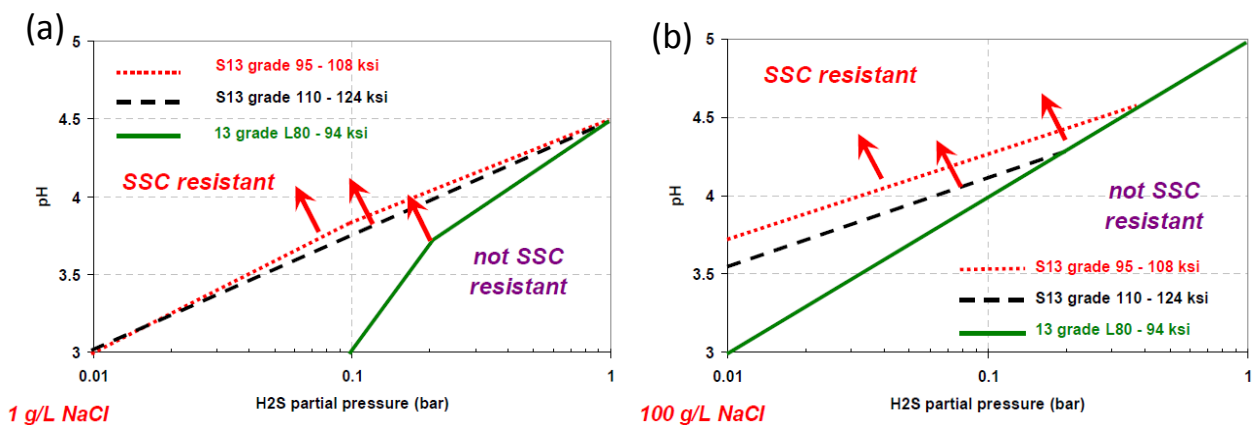 (a)
5
4.5
4
3.5
3
pH
S13 grade 95 - 108 ksi
S13 grade 110 - 124 ksi
13 grade L80 - 94 ksi
SSC resistant
not SSC
resistant
0.01
0.1
1
H2S partial pressure (bar)
1 g/L NaCl
(b)
5
4.5
4
3.5
3
pH
SSC resistant
not SSC
resistant
S13 grade 95 - 108 ksi
S13 grade 110 - 124 ksi
13 grade L80 - 94 ksi
0.01
0.1
1
H2S partial pressure (bar)
100 g/L NaCl